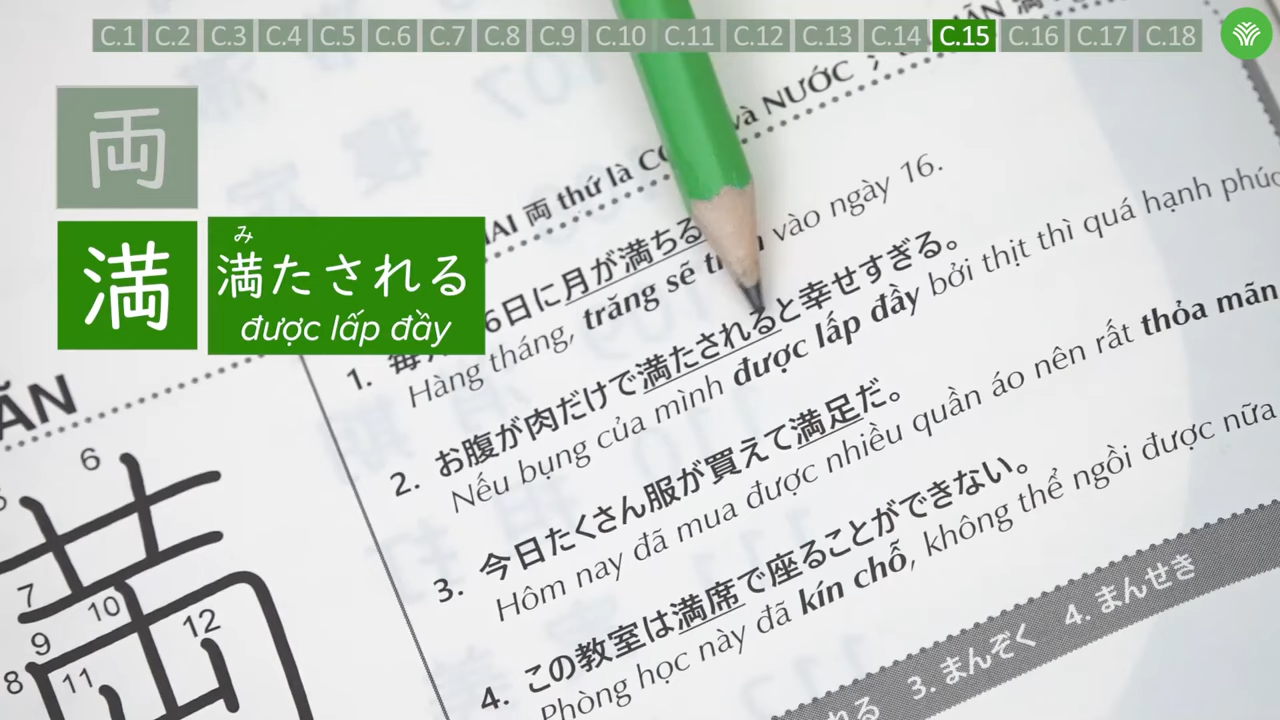 C.1 C.2 C.3 C.4 C.5 C.6 C.7 C.8 C.9 C.10 C.11 C.12 C.13 C.14 C.15 C.16 C.17 C.18
両
満
み
満たされる
được lấp đầy
両 thứ là và NƯỚC
6日に月が満ちる
1. Hàng tháng, trăng sẽ vào ngày 16.
お腹が肉だけで満たされると幸せすぎる。
2. Nếu bụng của mình được lấp đầy bởi thịt thì quá hạnh phúc
今日たくさん服が買えて満足だ。
3. Hôm nay đã mua được nhiều quần áo nên rất thỏa mãn
この教室は満席で座ることができない。
4. Phòng học này đã kín chỗ, không thể ngồi được nữa
3. まんぞく 4. まんせき
満
6
7
8
9
10
11
12